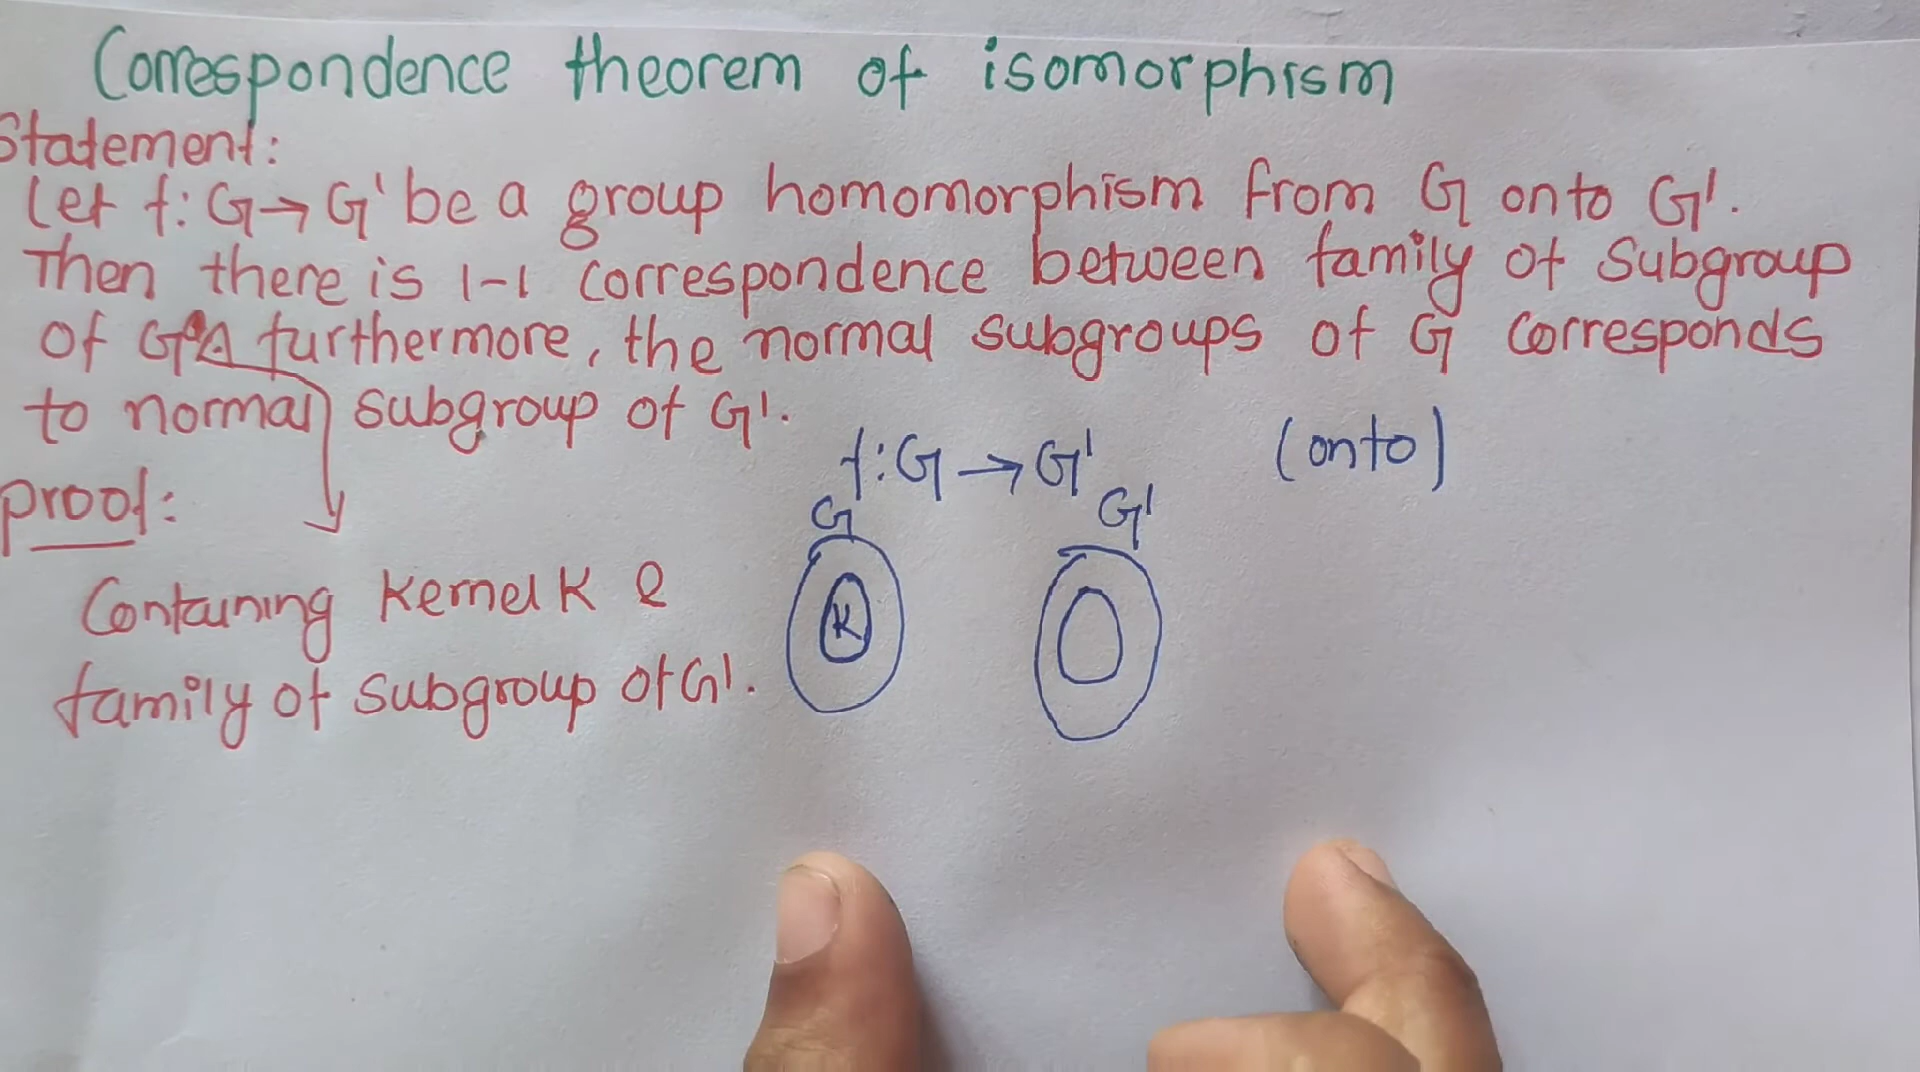 Correspondence theorem of isomorphism
Statement:
Let f: G→G' be a group homomorphism from G onto G'.
Then there is 1-1 correspondence between family of subgroup
of G furthermore, the normal subgroups of G corresponds
to normal subgroup of G'.
proof:
Containing Kernel K &
family of subgroup of G'.
f: G → G' (onto)
G G'
K